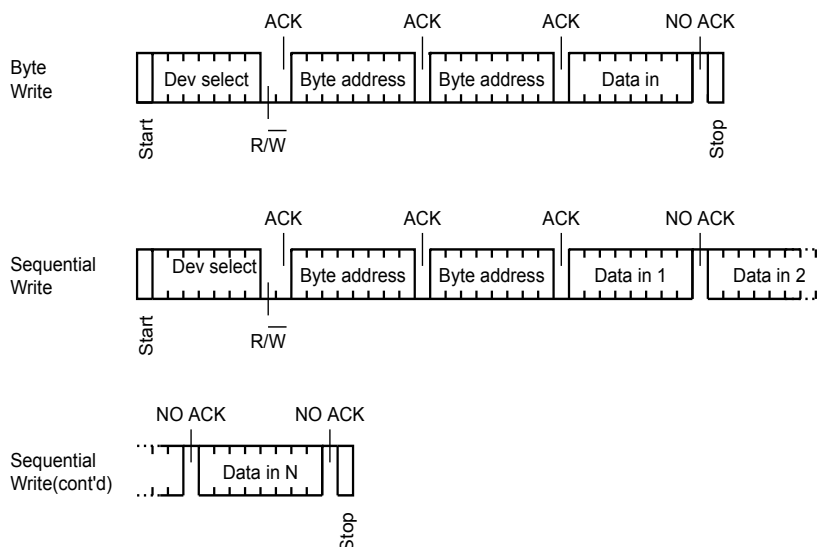 ACK ACK ACK NO ACK
Byte
Write
Dev select Byte address Byte address Data in
Start R/W Stop
ACK ACK ACK NO ACK
Sequential
Write
Dev select Byte address Byte address Data in 1 Data in 2
Start R/W
NO ACK NO ACK
Sequential
Write(cont'd)
Data in N
Stop